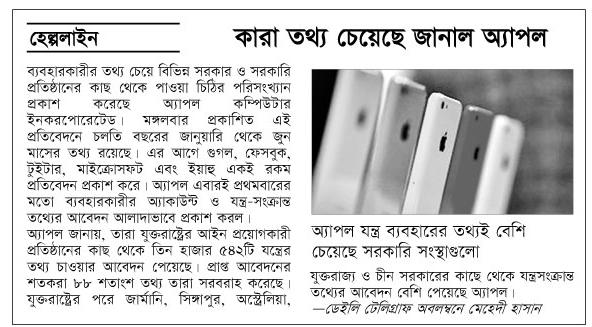 হেল্পলাইন
কারা তথ্য চেয়েছে জানাল অ্যাপল
ব্যবহারকারীর তথ্য চেয়ে বিভিন্ন সরকার ও সরকারি
প্রতিষ্ঠানের কাছ থেকে পাওয়া চিঠির পরিসংখ্যান
প্রকাশ করেছে অ্যাপল কম্পিউটার
ইনকরপোরেটেড। মঙ্গলবার প্রকাশিত এই
প্রতিবেদনে চলতি বছরের জানুয়ারি থেকে জুন
মাসের তথ্য রয়েছে। এর আগে গুগল, ফেসবুক,
টুইটার, মাইক্রোসফট এবং ইয়াহু একই রকম
প্রতিবেদন প্রকাশ করে। অ্যাপল এবারই প্রথমবারের
মতো ব্যবহারকারীর অ্যাকাউন্ট ও যন্ত্র-সংক্রান্ত
তথ্যের আবেদন আলাদাভাবে প্রকাশ করল।
অ্যাপল জানায়, তারা যুক্তরাষ্ট্রের আইন প্রয়োগকারী
প্রতিষ্ঠানের কাছ থেকে তিন হাজার ৫৪২টি যন্ত্রের
তথ্য চাওয়ার আবেদন পেয়েছে। প্রাপ্ত আবেদনের
শতকরা ৮৮ শতাংশ তথ্য তারা সরবরাহ করেছে।
যুক্তরাষ্ট্রের পরে জার্মানি, সিঙ্গাপুর, অস্ট্রেলিয়া,
অ্যাপল যন্ত্র ব্যবহারের তথ্যই বেশি
চেয়েছে সরকারি সংস্থাগুলো
যুক্তরাজ্য ও চীন সরকারের কাছে থেকে যন্ত্রসংক্রান্ত
তথ্যের আবেদন বেশি পেয়েছে অ্যাপল।
—ডেইলি টেলিগ্রাফ অবলম্বনে মেহেদী হাসান